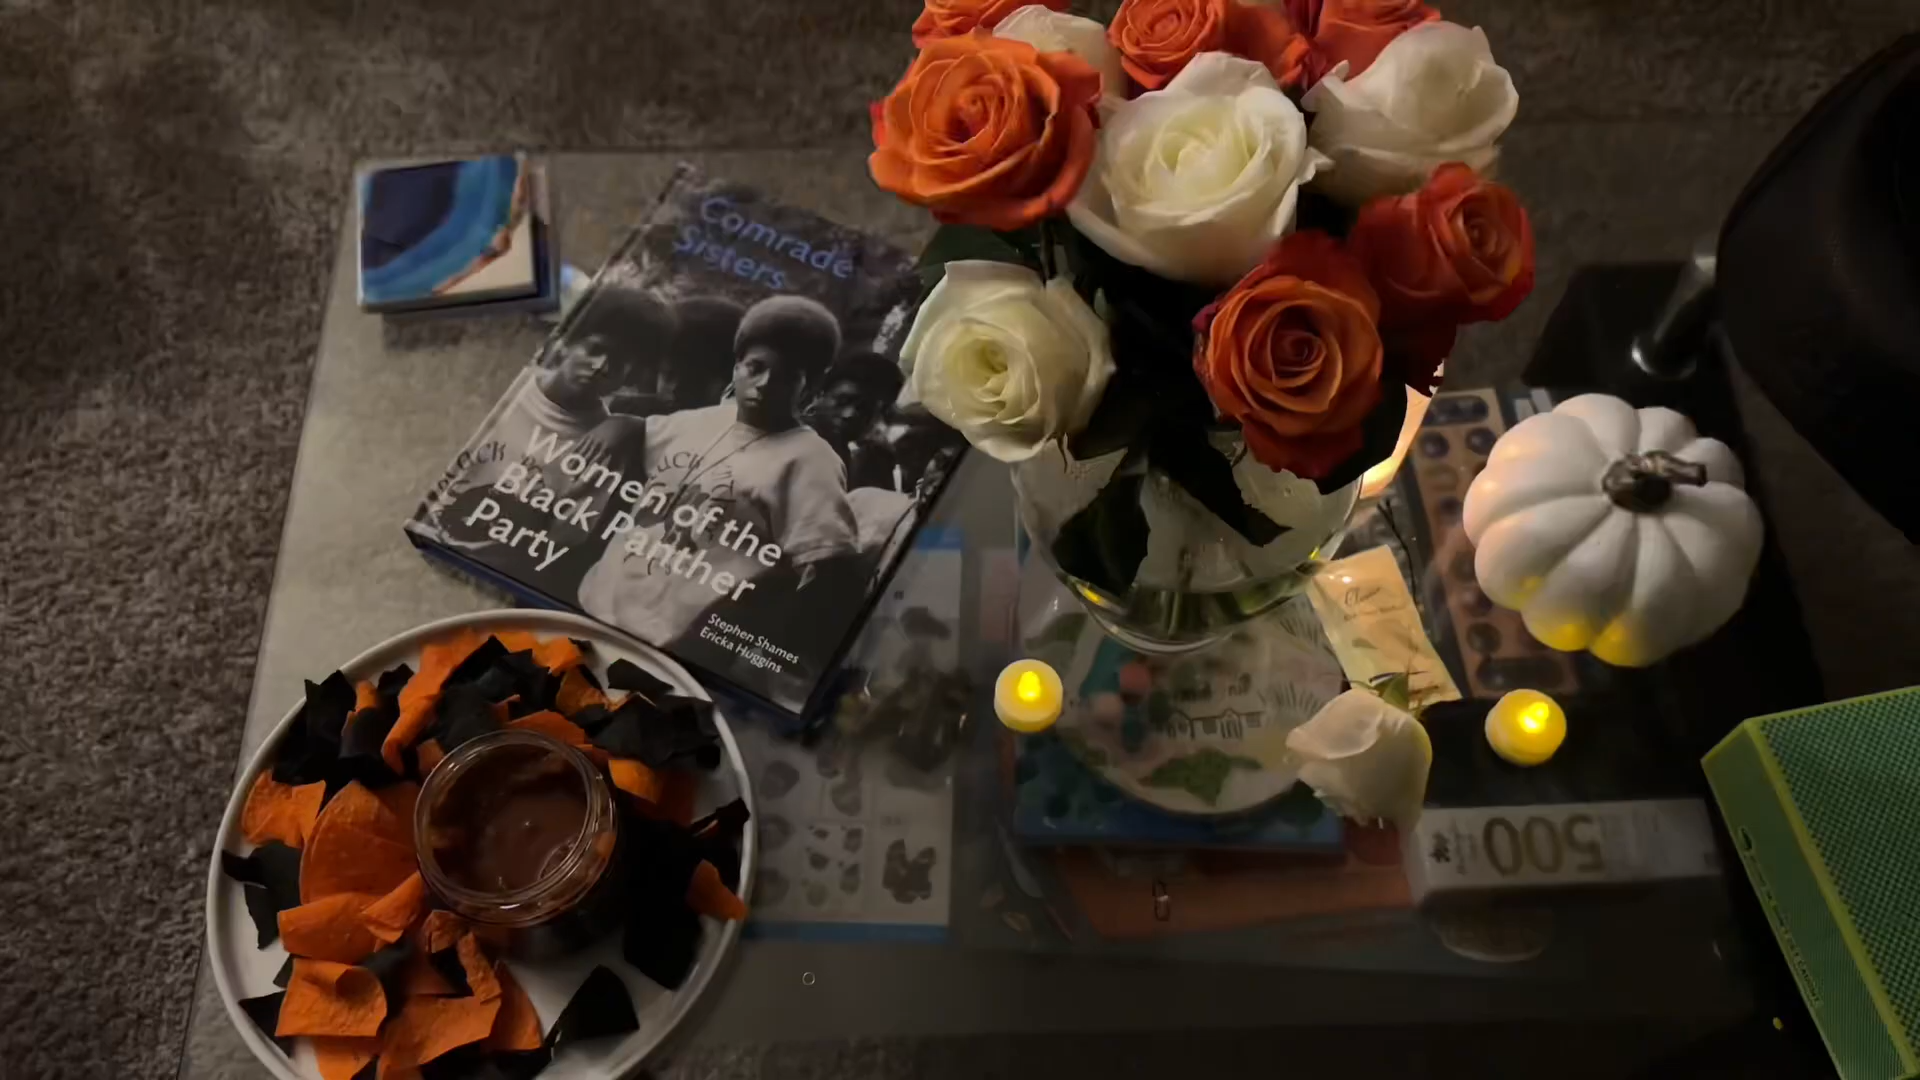 Comrade
Sisters
Women of the
Black Panther
Party
Stephen Shames
Ericka Huggins
500